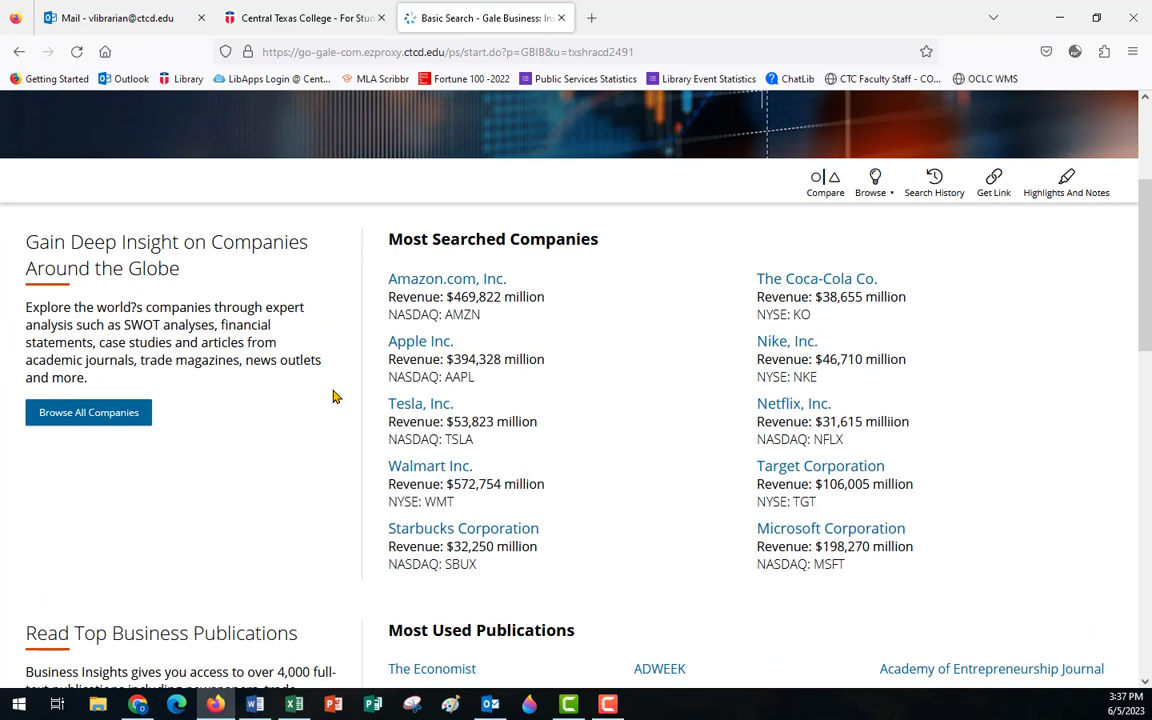 Mail - vlibrarian@ctcd.edu
Central Texas College - For Stud
Basic Search - Gale Business: Ins
https://go-gale-com.ezproxy.ctcd.edu/ps/start.do?p=GBIB&u=txshracd2491
Getting Started
Outlook
Library
LibApps Login @ Cent...
MLA Scribbr
Fortune 100 -2022
Public Services Statistics
Library Event Statistics
ChatLib
CTC Faculty Staff - CO...
OCLC WMS
Compare
Browse
Search History
Get Link
Highlights And Notes
Gain Deep Insight on Companies
Around the Globe
Explore the world?s companies through expert
analysis such as SWOT analyses, financial
statements, case studies and articles from
academic journals, trade magazines, news outlets
and more.
Browse All Companies
Most Searched Companies
Amazon.com, Inc.
Revenue: $469,822 million
NASDAQ: AMZN
Apple Inc.
Revenue: $394,328 million
NASDAQ: AAPL
Tesla, Inc.
Revenue: $53,823 million
NASDAQ: TSLA
Walmart Inc.
Revenue: $572,754 million
NYSE: WMT
Starbucks Corporation
Revenue: $32,250 million
NASDAQ: SBUX
The Coca-Cola Co.
Revenue: $38,655 million
NYSE: KO
Nike, Inc.
Revenue: $46,710 million
NYSE: NKE
Netflix, Inc.
Revenue: $31,615 milliion
NASDAQ: NFLX
Target Corporation
Revenue: $106,005 million
NYSE: TGT
Microsoft Corporation
Revenue: $198,270 million
NASDAQ: MSFT
Read Top Business Publications
Business Insights gives you access to over 4,000 full-
Most Used Publications
The Economist
ADWEEK
Academy of Entrepreneurship Journal
3:37 PM
6/5/2023